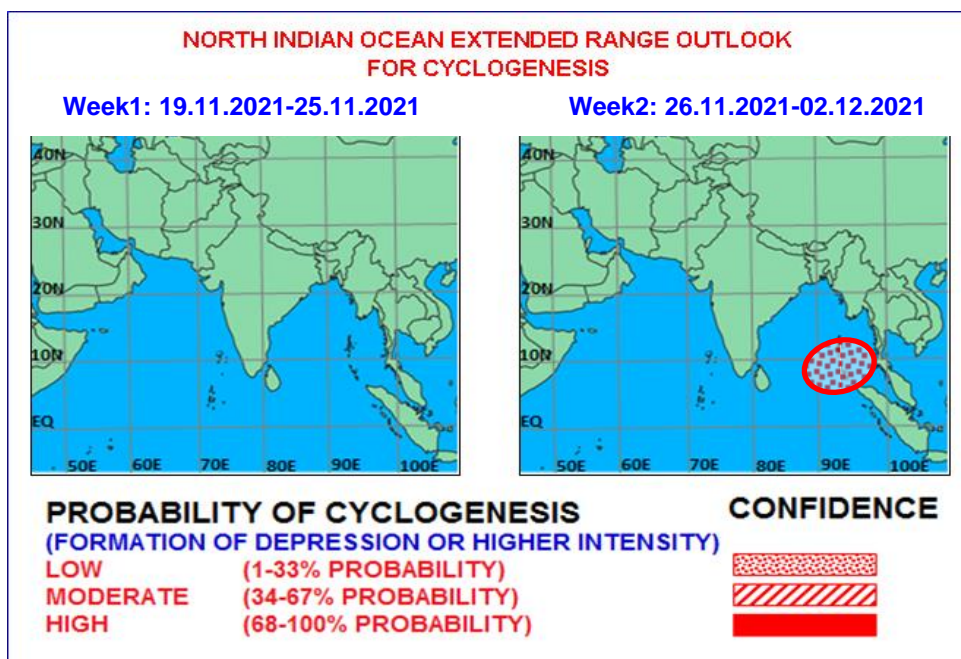 NORTH INDIAN OCEAN EXTENDED RANGE OUTLOOK
FOR CYCLOGENESIS
Week1: 19.11.2021-25.11.2021
Week2: 26.11.2021-02.12.2021
40N
30N
20N
10N
EQ
50E 60E 70E 80E 90E 100E
40N
30N
20N
10N
EQ
50E 60E 70E 80E 90E 100E
PROBABILITY OF CYCLOGENESIS
CONFIDENCE
(FORMATION OF DEPRESSION OR HIGHER INTENSITY)
LOW (1-33% PROBABILITY)
MODERATE (34-67% PROBABILITY)
HIGH (68-100% PROBABILITY)